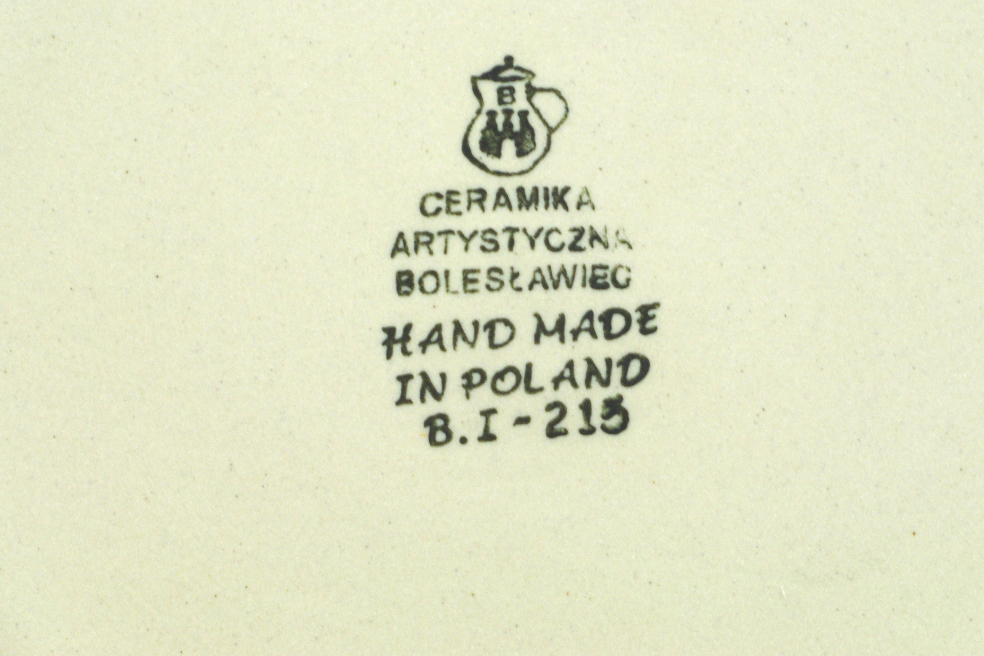 B
CERAMIKA
ARTYSTYCZNA
BOLESŁAWIEC
HAND MADE
IN POLAND
B.I-215